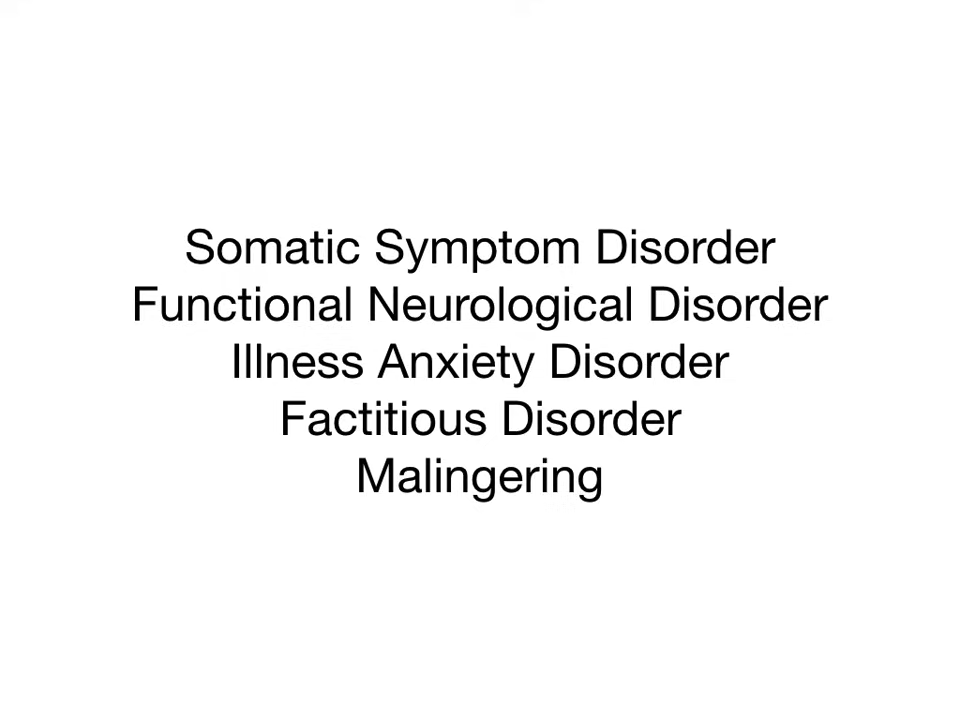 Somatic Symptom Disorder
Functional Neurological Disorder
Illness Anxiety Disorder
Factitious Disorder
Malingering